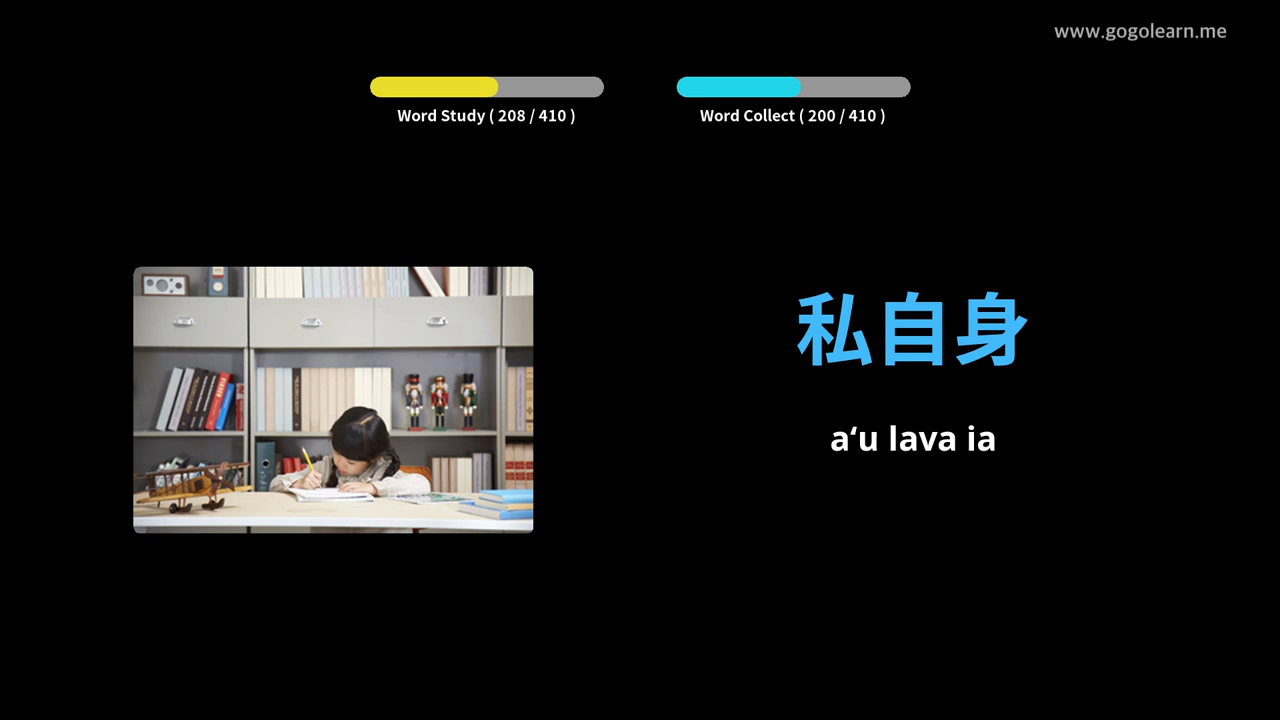 www.gogolearn.me
Word Study ( 208 / 410 )
Word Collect ( 200 / 410 )
私自身
a‘u lava ia